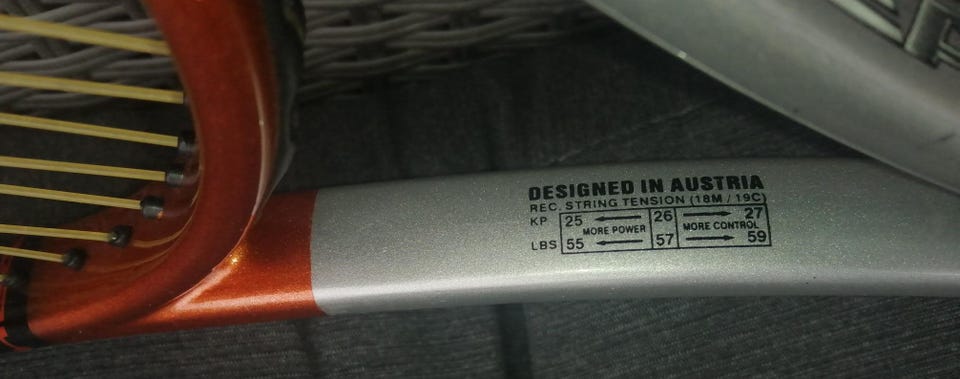 DESIGNED IN AUSTRIA
REC. STRING TENSION (18M / 19C)
KP 25 26 27
MORE POWER MORE CONTROL
LBS 55 57 59